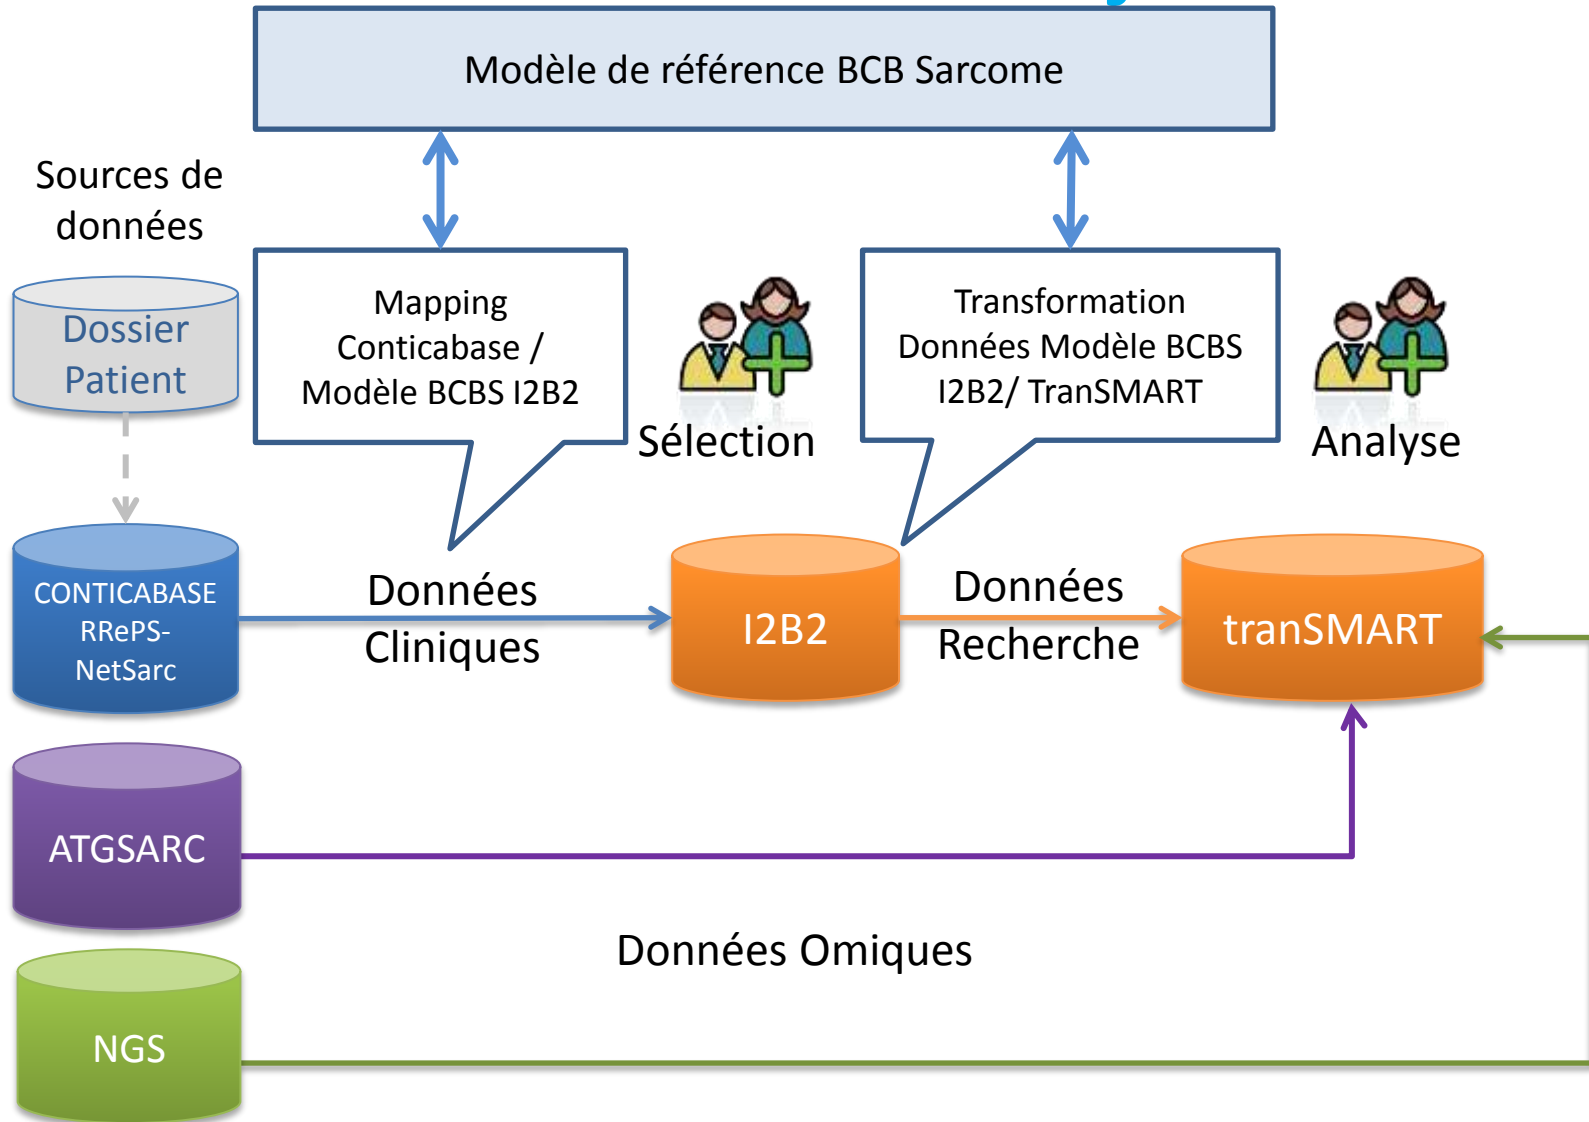 Modèle de référence BCB Sarcome
Sources de
données
Dossier
Patient
Mapping
Conticabase /
Modèle BCBS I2B2
Sélection
Transformation
Données Modèle BCBS
I2B2/ TranSMART
Analyse
CONTICABASE
RRePS-
NetSarc
Données
Cliniques
I2B2
Données
Recherche
tranSMART
ATGSARC
Données Omiques
NGS